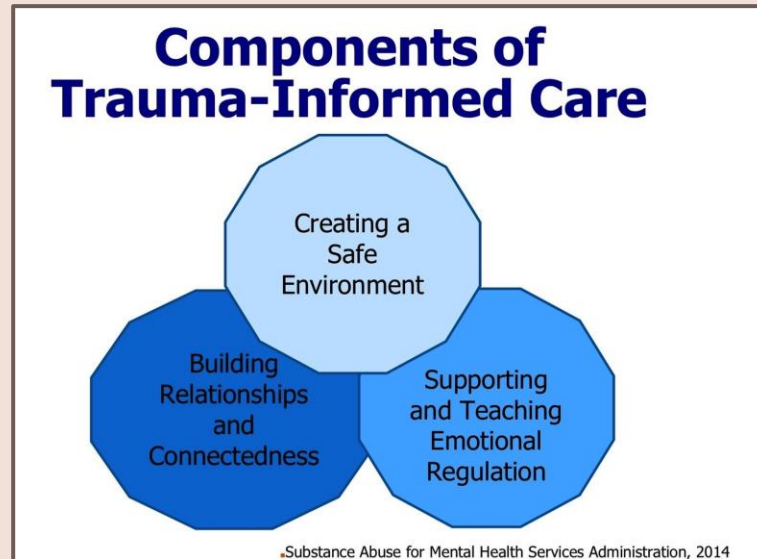 Components of
Trauma-Informed Care
Creating a
Safe
Environment
Building
Relationships
and
Connectedness
Supporting
and Teaching
Emotional
Regulation
.Substance Abuse for Mental Health Services Administration, 2014